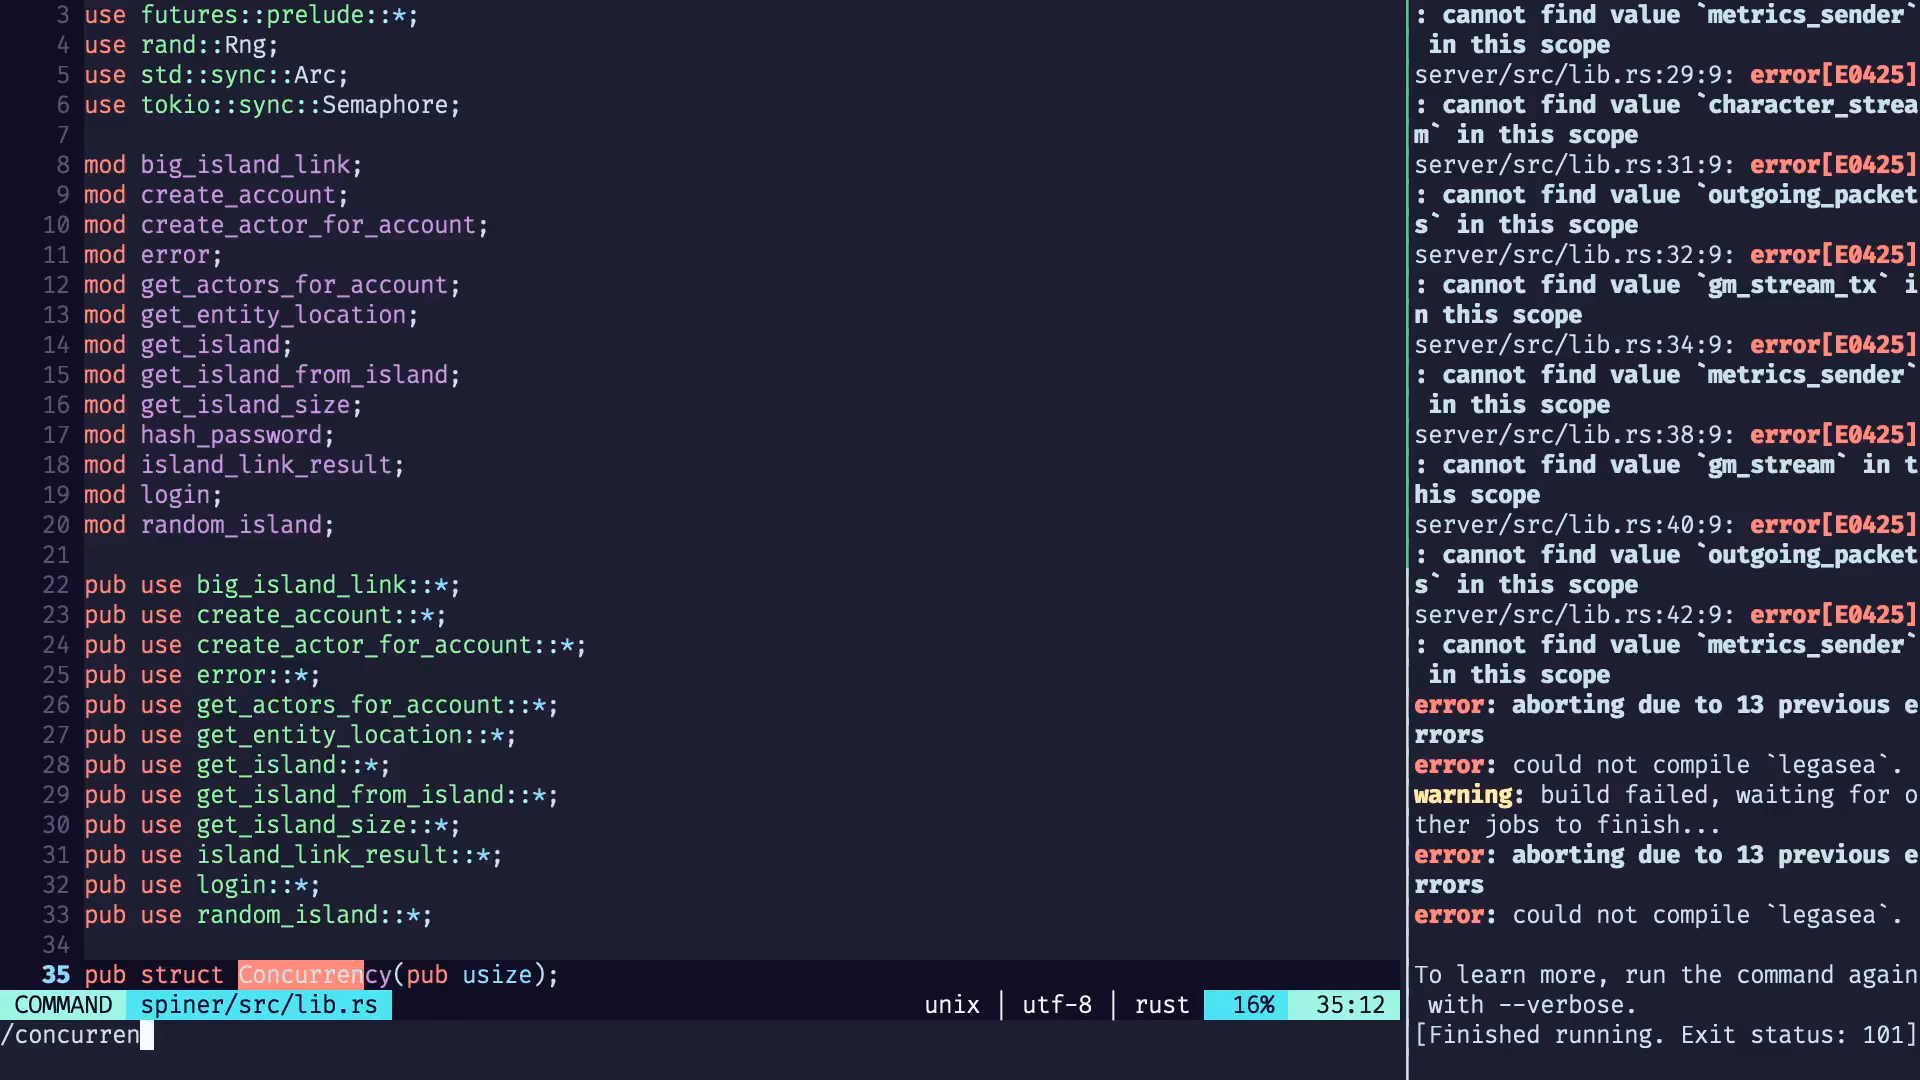 3 use futures::prelude::*;
4 use rand::Rng;
5 use std::sync::Arc;
6 use tokio::sync::Semaphore;
7
8 mod big_island_link;
9 mod create_account;
10 mod create_actor_for_account;
11 mod error;
12 mod get_actors_for_account;
13 mod get_entity_location;
14 mod get_island;
15 mod get_island_from_island;
16 mod get_island_size;
17 mod hash_password;
18 mod island_link_result;
19 mod login;
20 mod random_island;
21
22 pub use big_island_link::*;
23 pub use create_account::*;
24 pub use create_actor_for_account::*;
25 pub use error::*;
26 pub use get_actors_for_account::*;
27 pub use get_entity_location::*;
28 pub use get_island::*;
29 pub use get_island_from_island::*;
30 pub use get_island_size::*;
31 pub use island_link_result::*;
32 pub use login::*;
33 pub use random_island::*;
34
35 pub struct Concurrency(pub usize);
COMMAND spiner/src/lib.rs unix | utf-8 | rust 16% 35:12
/concurren
: cannot find value `metrics_sender`
 in this scope
server/src/lib.rs:29:9: error[E0425]
: cannot find value `character_strea
m` in this scope
server/src/lib.rs:31:9: error[E0425]
: cannot find value `outgoing_packet
s` in this scope
server/src/lib.rs:32:9: error[E0425]
: cannot find value `gm_stream_tx` i
n this scope
server/src/lib.rs:34:9: error[E0425]
: cannot find value `metrics_sender`
 in this scope
server/src/lib.rs:38:9: error[E0425]
: cannot find value `gm_stream` in t
his scope
server/src/lib.rs:40:9: error[E0425]
: cannot find value `outgoing_packet
s` in this scope
server/src/lib.rs:42:9: error[E0425]
: cannot find value `metrics_sender`
 in this scope
error: aborting due to 13 previous e
rrors
error: could not compile `legasea`.
warning: build failed, waiting for o
ther jobs to finish...
error: aborting due to 13 previous e
rrors
error: could not compile `legasea`.

To learn more, run the command again
 with --verbose.
[Finished running. Exit status: 101]